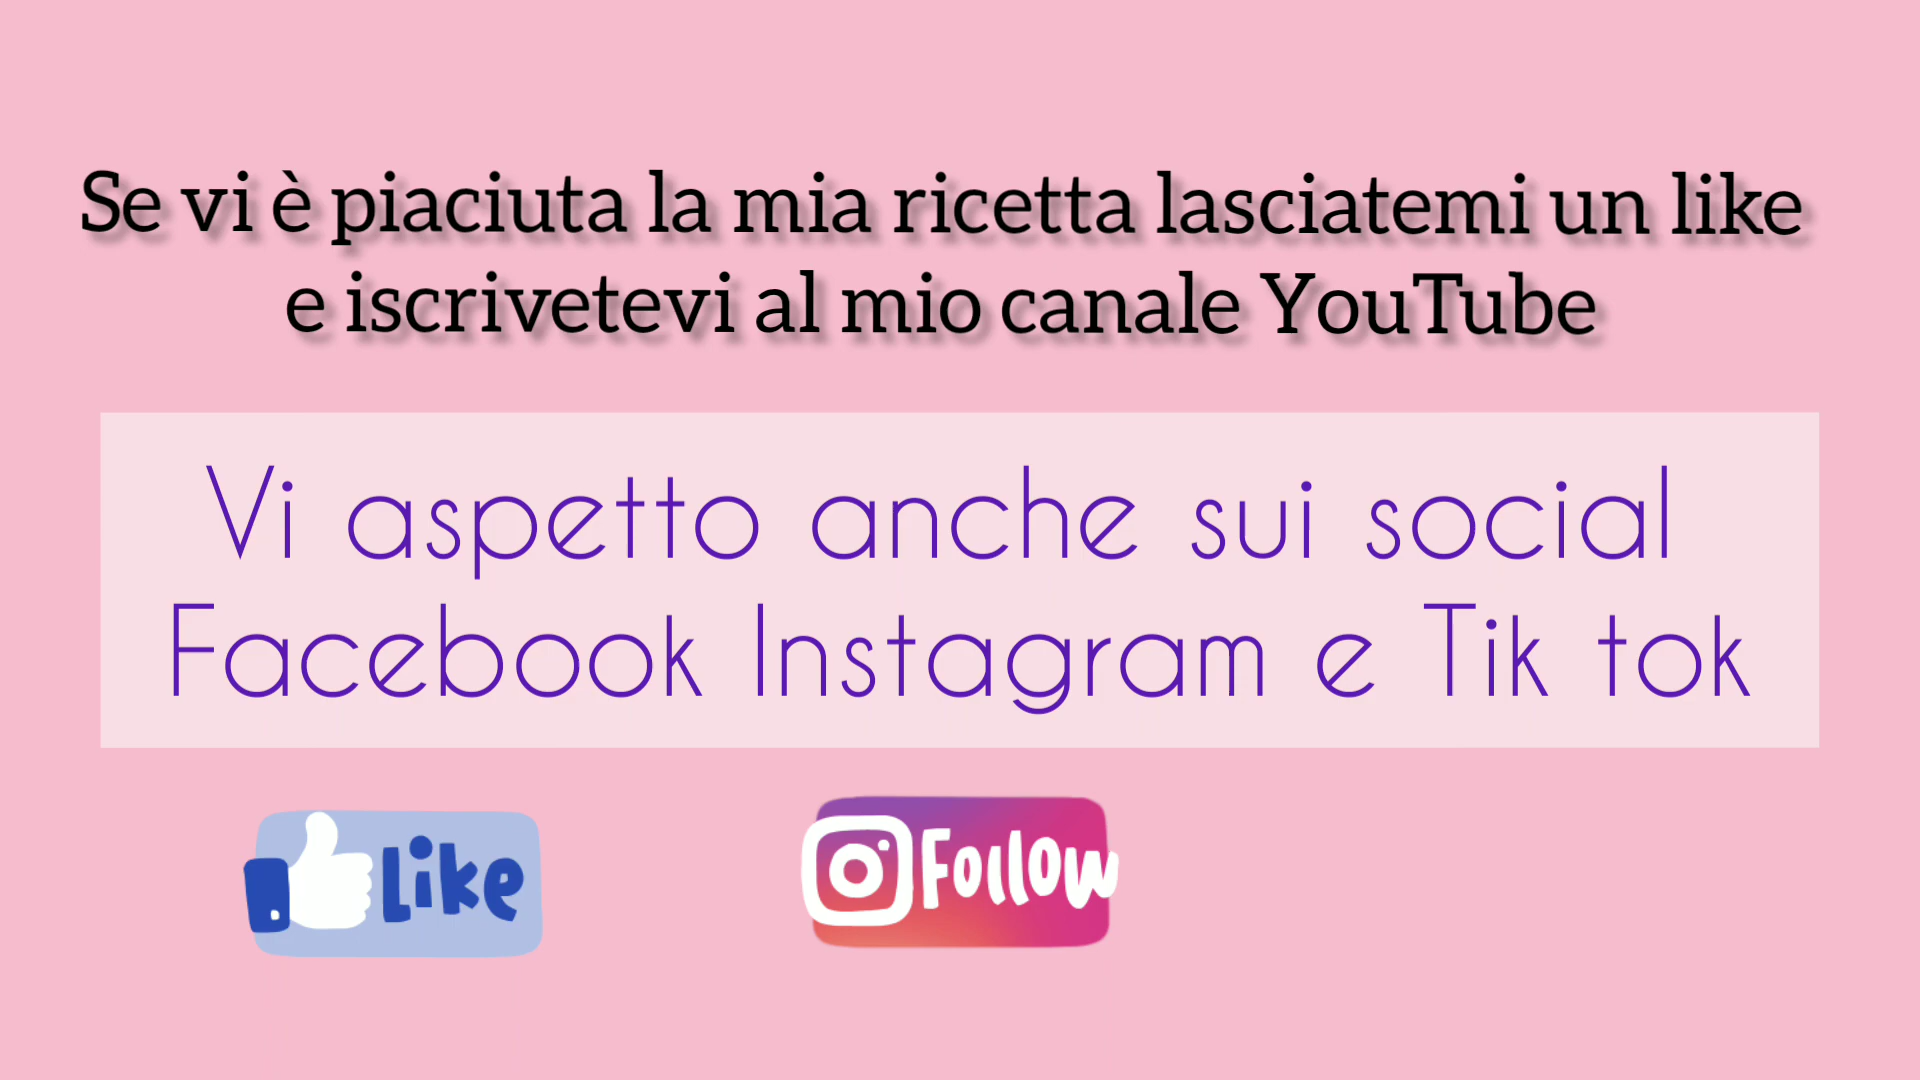 Se vi è piaciuta la mia ricetta lasciatemi un like
e iscrivetevi al mio canale YouTube
Vi aspetto anche sui social
Facebook Instagram e Tik tok
Like
Follow